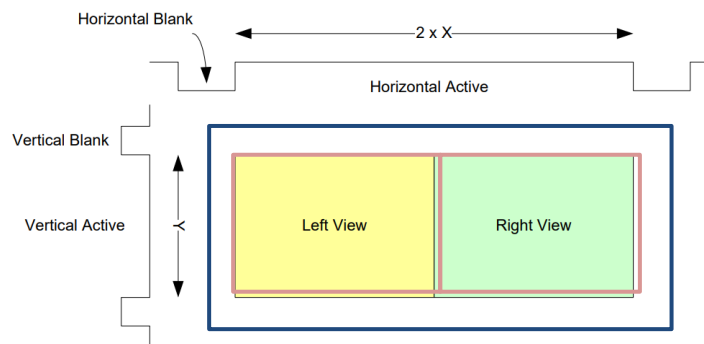 Horizontal Blank
2 x X
Horizontal Active
Vertical Blank
Vertical Active
Y
Left View
Right View